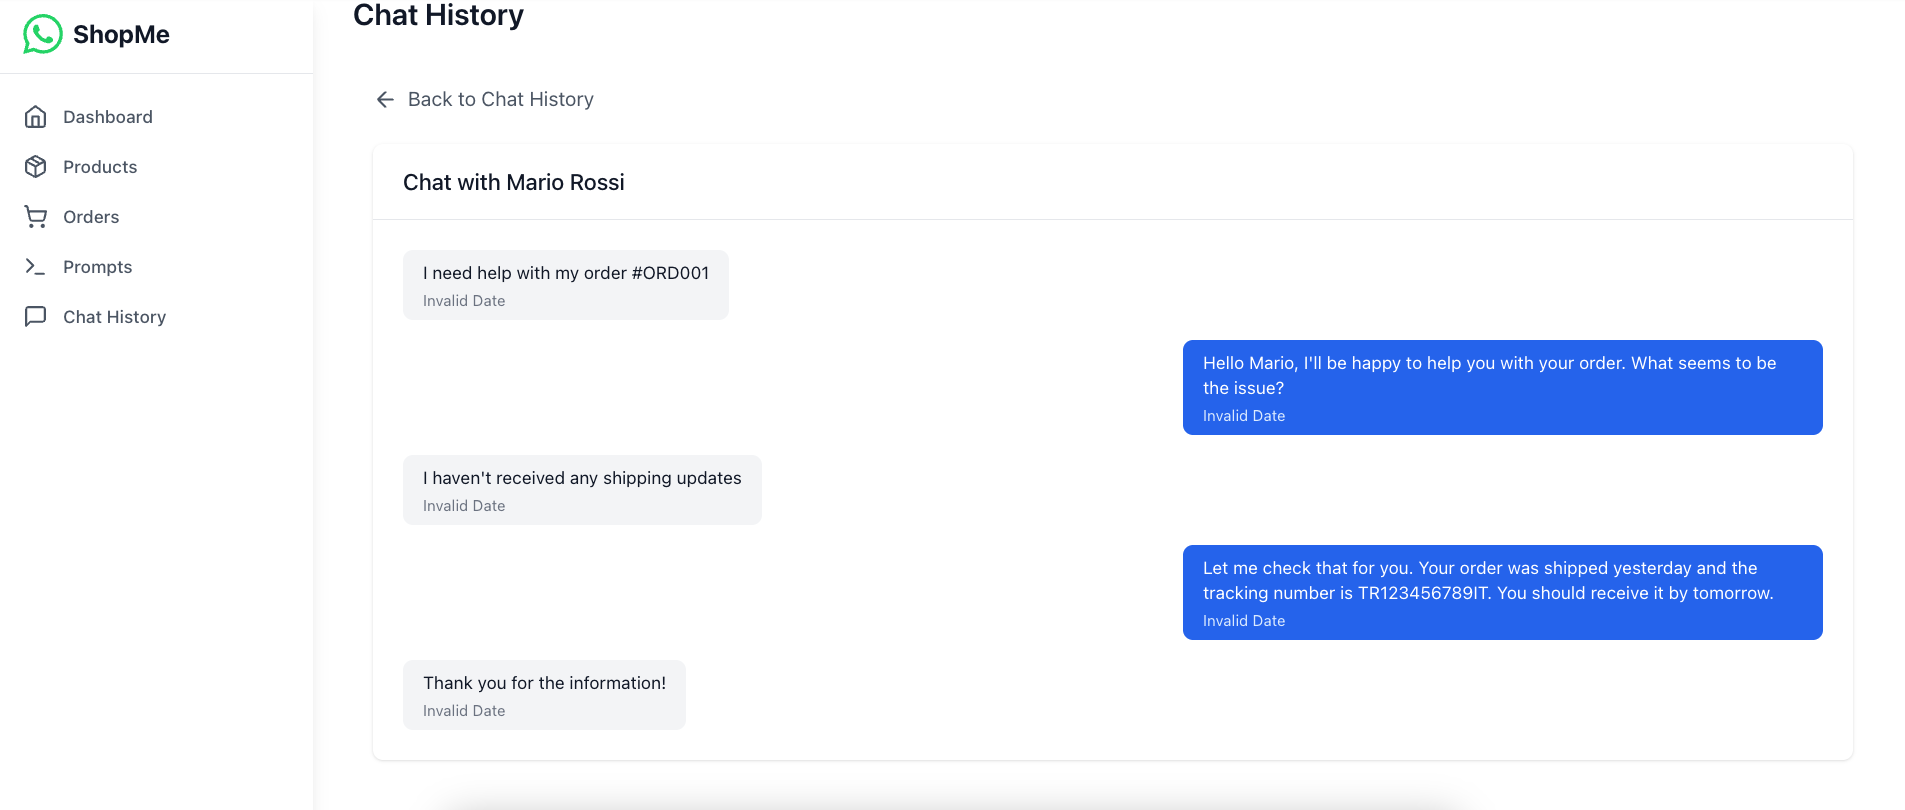 ShopMe
Dashboard
Products
Orders
Prompts
Chat History
Chat History
Back to Chat History
Chat with Mario Rossi
I need help with my order #ORD001
Invalid Date
Hello Mario, I'll be happy to help you with your order. What seems to be
the issue?
Invalid Date
I haven't received any shipping updates
Invalid Date
Let me check that for you. Your order was shipped yesterday and the
tracking number is TR123456789IT. You should receive it by tomorrow.
Invalid Date
Thank you for the information!
Invalid Date